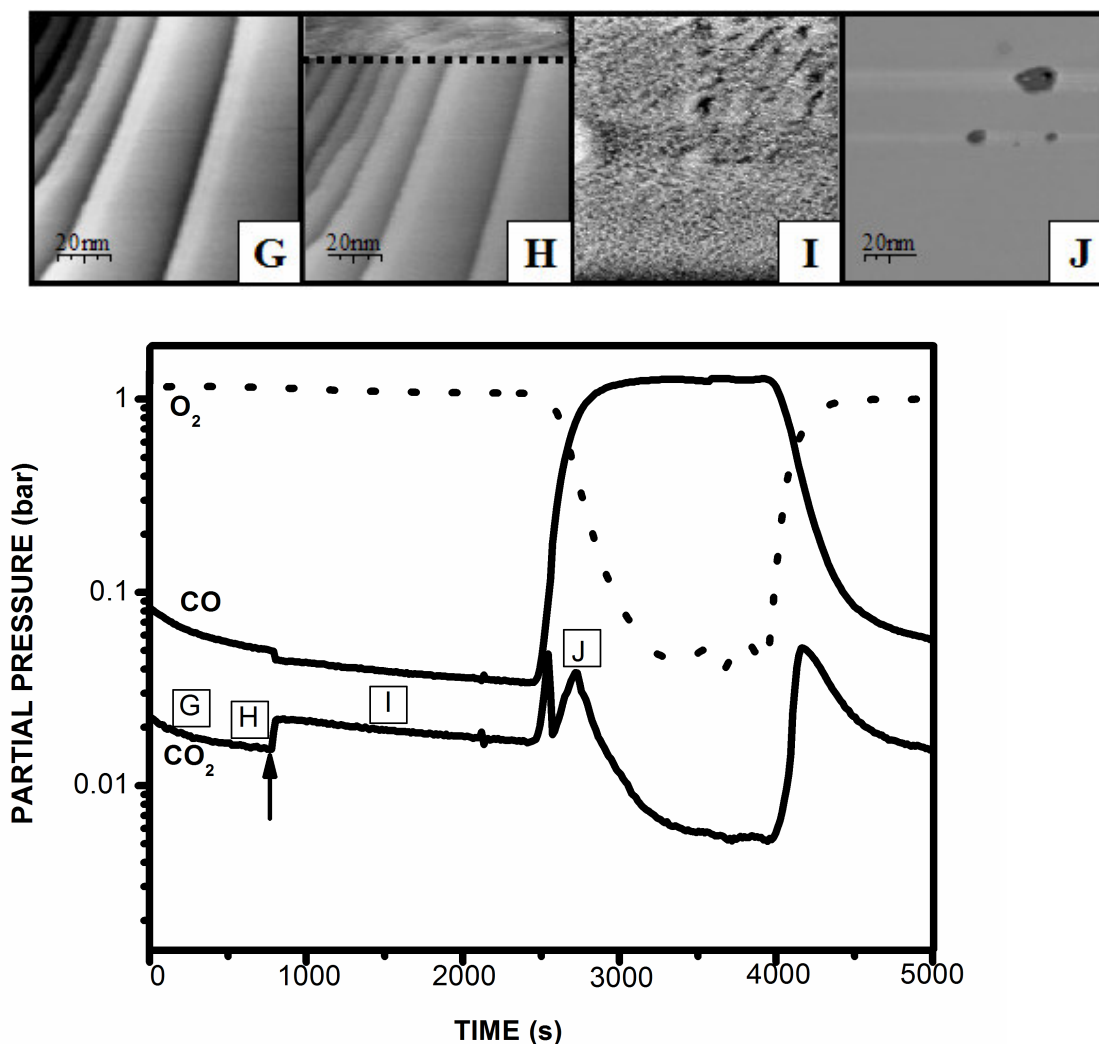 20nm G
20nm H
I
20nm J
PARTIAL PRESSURE (bar)
1
0.1
0.01
O2
CO
CO2
G
H
I
J
0 1000 2000 3000 4000 5000
TIME (s)